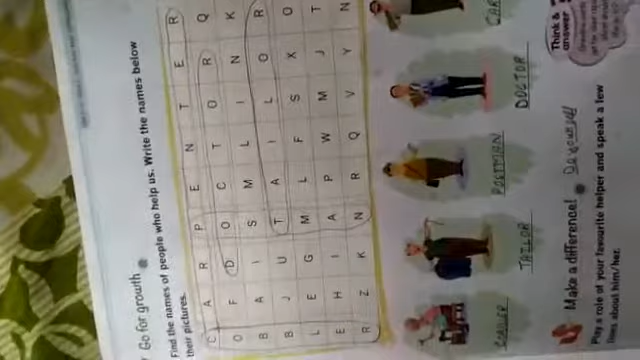 Go for growth
Find the names of people who help us. Write the names below
their pictures.
C A R P E N T E R
O F D O C T O R Q
B A I S M L I N K
B J U T A I L O R
L E G M L F S X O
E H I A P W M J T
R Z K N R Q V Y N
TAILOR POSTMAN DOCTOR
Make a difference! Do yourself
Think &
answer
Play a role of your favourite helper and speak a few
lines about him/her.